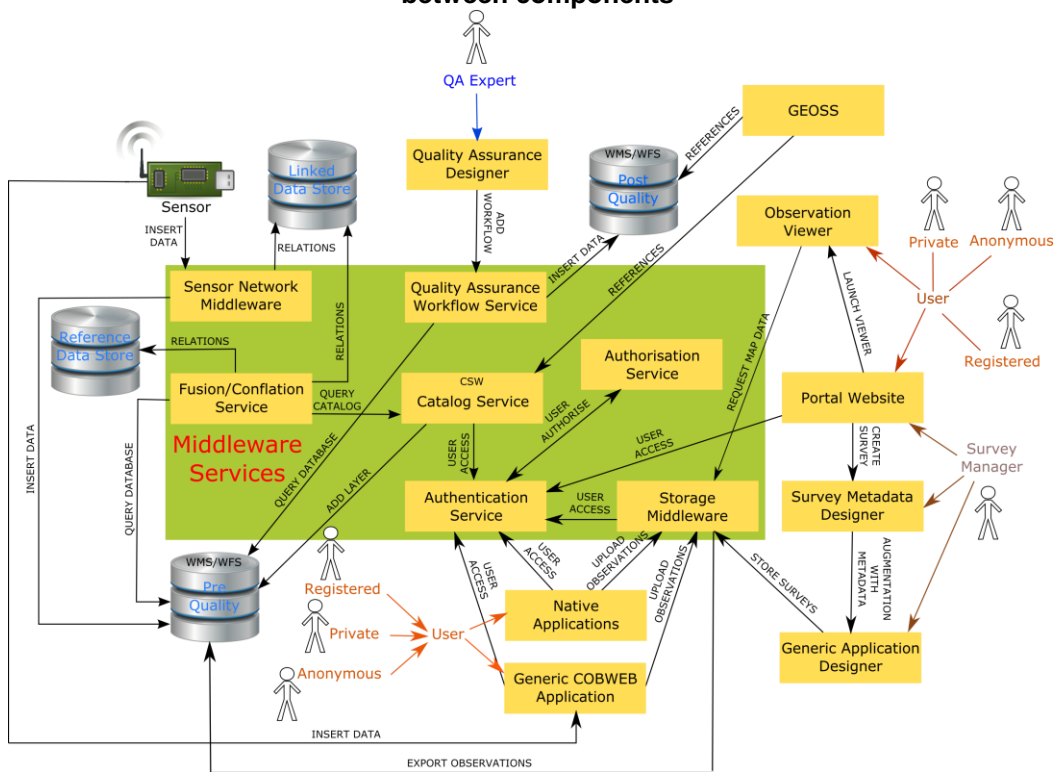 between components
QA Expert
GEOSS
Quality Assurance
Designer
REFERENCES
WMS/WFS
Post
Quality
Linked
Data Store
Sensor
ADD
WORKFLOW
Observation
Viewer
Private
Anonymous
INSERT
DATA
RELATIONS
INSERT DATA
REFERENCES
User
Registered
Sensor Network
Middleware
Quality Assurance
Workflow Service
LAUNCH VIEWER
REQUEST MAP DATA
Reference
Data Store
RELATIONS
RELATIONS
Authorisation
Service
Fusion/Conflation
Service
QUERY
CATALOG
CSW
Catalog Service
Portal Website
USER
AUTHORISE
Middleware
Services
QUERY DATABASE
USER
ACCESS
USER
ACCESS
CREATE
SURVEY
Survey
Manager
INSERT DATA
QUERY DATABASE
ADD LAYER
Authentication
Service
USER
ACCESS
Storage
Middleware
Survey Metadata
Designer
WMS/WFS
Pre
Quality
USER
ACCESS
USER
ACCESS
UPLOAD
OBSERVATIONS
UPLOAD
OBSERVATIONS
STORE SURVEYS
AUGMENTATION
WITH
METADATA
Registered
Private
User
Anonymous
Native
Applications
Generic COBWEB
Application
Generic Application
Designer
INSERT DATA
EXPORT OBSERVATIONS